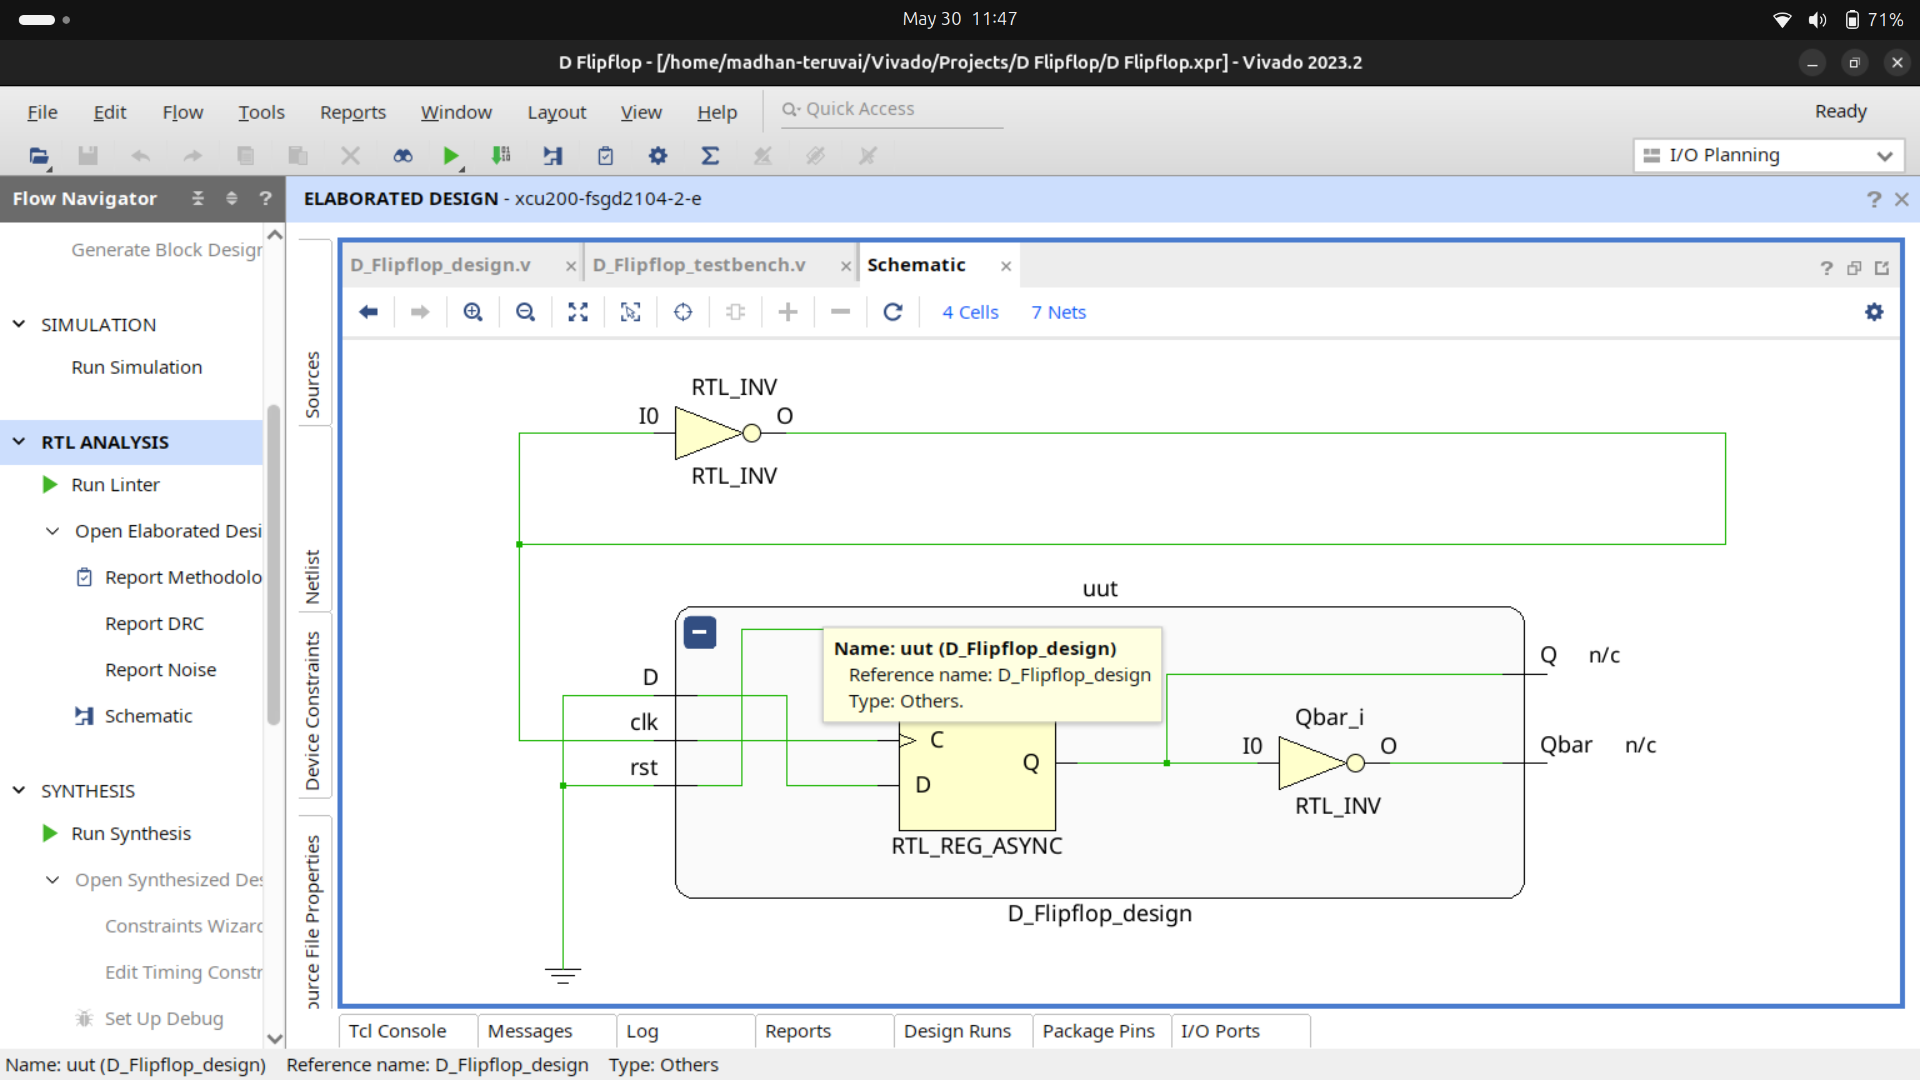 May 30 11:47
71%
D Flipflop - [/home/madhan-teruvai/Vivado/Projects/D Flipflop/D Flipflop.xpr] - Vivado 2023.2
File Edit Flow Tools Reports Window Layout View Help Quick Access Ready
I/O Planning
Flow Navigator ?
ELABORATED DESIGN - xcu200-fsgd2104-2-e ?
Generate Block Design
SIMULATION
Run Simulation
RTL ANALYSIS
Run Linter
Open Elaborated Desi
Report Methodolo
Report DRC
Report Noise
Schematic
SYNTHESIS
Run Synthesis
Open Synthesized Des
Constraints Wizard
Edit Timing Constr
Set Up Debug
Sources
Netlist
Device Constraints
ource File Properties
D_Flipflop_design.v D_Flipflop_testbench.v Schematic ?
4 Cells 7 Nets
RTL_INV
I0 O
RTL_INV
uut
Name: uut (D_Flipflop_design)
Reference name: D_Flipflop_design
Type: Others.
D
clk
rst
C
D
Q
RTL_REG_ASYNC
Qbar_i
I0 O
RTL_INV
Q n/c
Qbar n/c
D_Flipflop_design
Tcl Console Messages Log Reports Design Runs Package Pins I/O Ports
Name: uut (D_Flipflop_design) Reference name: D_Flipflop_design Type: Others